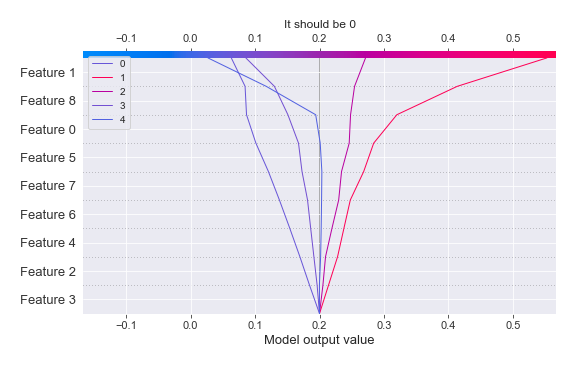 It should be 0
−0.1 0.0 0.1 0.2 0.3 0.4 0.5
0
1
2
3
4
Feature 1
Feature 8
Feature 0
Feature 5
Feature 7
Feature 6
Feature 4
Feature 2
Feature 3
−0.1 0.0 0.1 0.2 0.3 0.4 0.5
Model output value